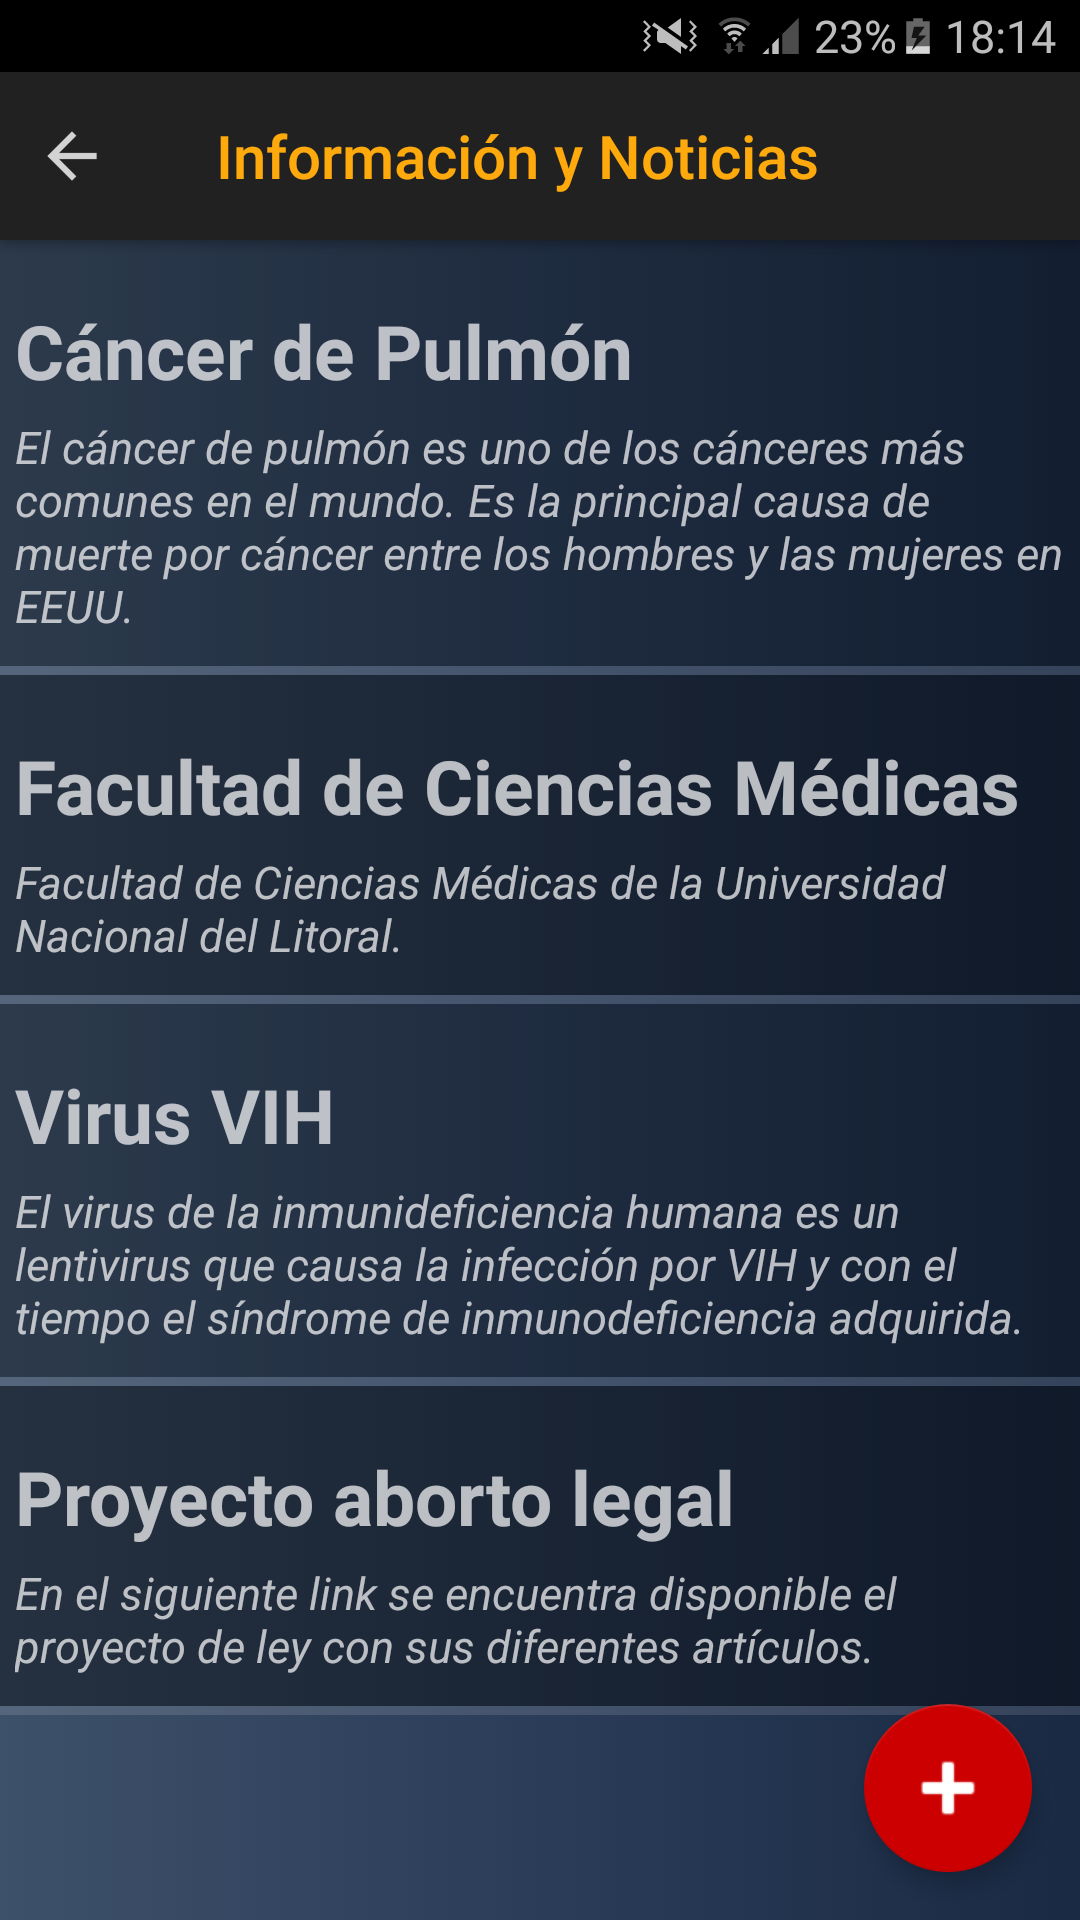 23% 18:14
Información y Noticias
Cáncer de Pulmón
El cáncer de pulmón es uno de los cánceres más
comunes en el mundo. Es la principal causa de
muerte por cáncer entre los hombres y las mujeres en
EEUU.
Facultad de Ciencias Médicas
Facultad de Ciencias Médicas de la Universidad
Nacional del Litoral.
Virus VIH
El virus de la inmunideficiencia humana es un
lentivirus que causa la infección por VIH y con el
tiempo el síndrome de inmunodeficiencia adquirida.
Proyecto aborto legal
En el siguiente link se encuentra disponible el
proyecto de ley con sus diferentes artículos.